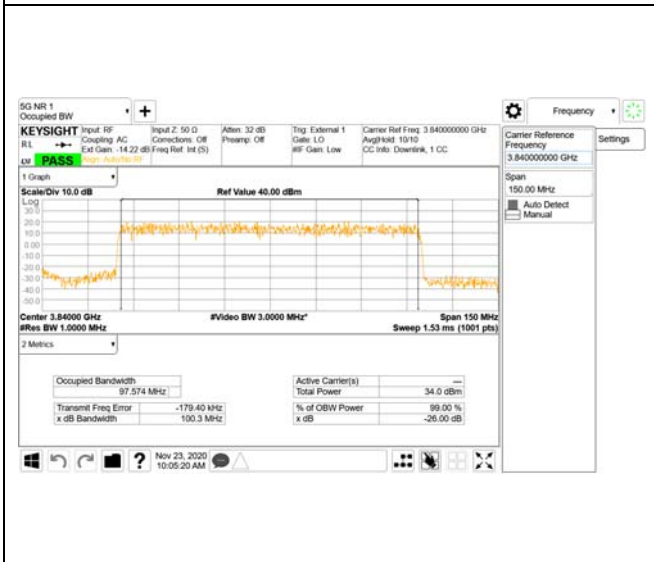 5G NR 1
Occupied BW
Frequency
KEYSIGHT
Input: RF
Input Z: 50 Ω
Atten: 32 dB
Trig: External 1
Carrier Ref Freq: 3.840000000 GHz
R L
Coupling: AC
Corrections: Off
Preamp: Off
Gate: LO
Avg|Hold: 10/10
Ext Gain: -14.22 dB
Freq Ref: Int (S)
#IF Gain: Low
CC Info: Downlink, 1 CC
PASS
Align: Auto/No RF
Carrier Reference
Frequency
3.840000000 GHz
Settings
Span
150.00 MHz
Auto Detect
Manual
1 Graph
Scale/Div 10.0 dB
Ref Value 40.00 dBm
Log
30.0
20.0
10.0
0.00
-10.0
-20.0
-30.0
-40.0
-50.0
Center 3.84000 GHz
#Video BW 3.0000 MHz*
Span 150 MHz
#Res BW 1.0000 MHz
Sweep 1.53 ms (1001 pts)
2 Metrics
Occupied Bandwidth
97.574 MHz
Active Carrier(s)
---
Total Power
34.0 dBm
Transmit Freq Error
-179.40 kHz
% of OBW Power
99.00 %
x dB Bandwidth
100.3 MHz
x dB
-26.00 dB
?
Nov 23, 2020
10:05:20 AM